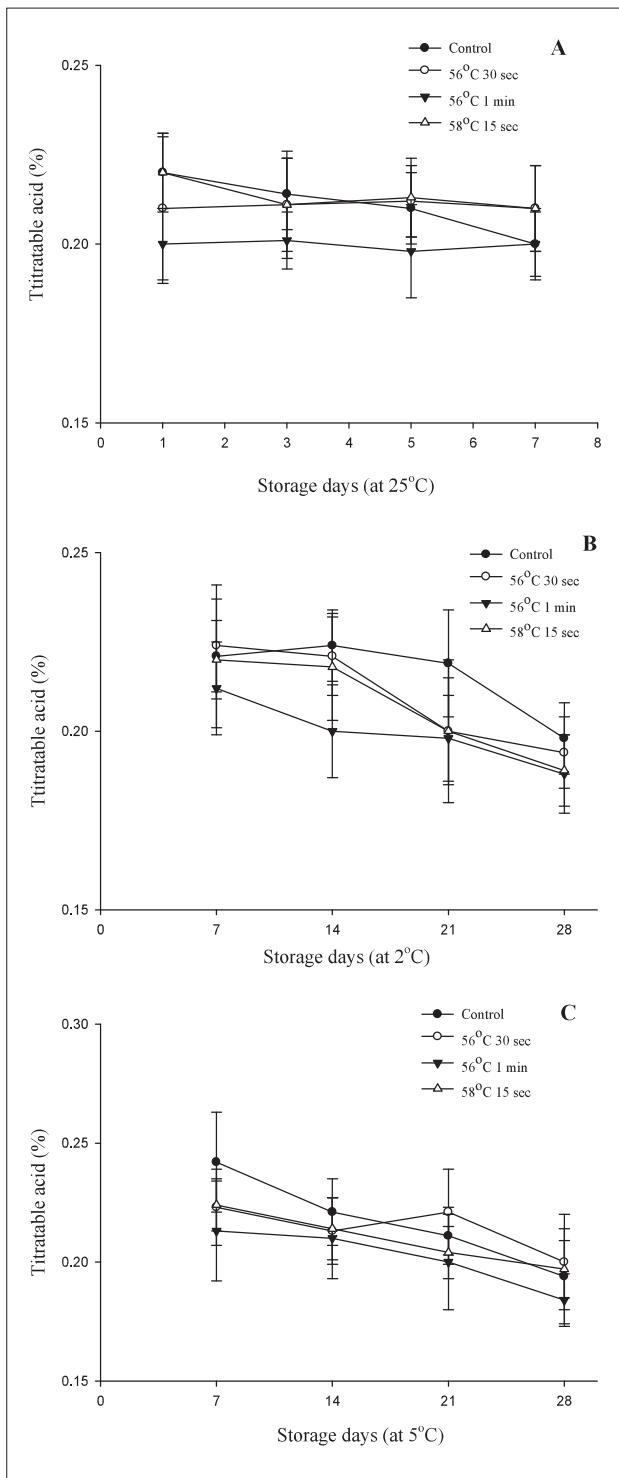 A
Control
56°C 30 sec
56°C 1 min
58°C 15 sec
0.25
0.20
0.15
Ttitratable acid (%)
0 1 2 3 4 5 6 7 8
Storage days (at 25°C)
B
Control
56°C 30 sec
56°C 1 min
58°C 15 sec
0.25
0.20
0.15
Ttitratable acid (%)
0 7 14 21 28
Storage days (at 2°C)
C
Control
56°C 30 sec
56°C 1 min
58°C 15 sec
0.30
0.25
0.20
0.15
Titratable acid (%)
0 7 14 21 28
Storage days (at 5°C)